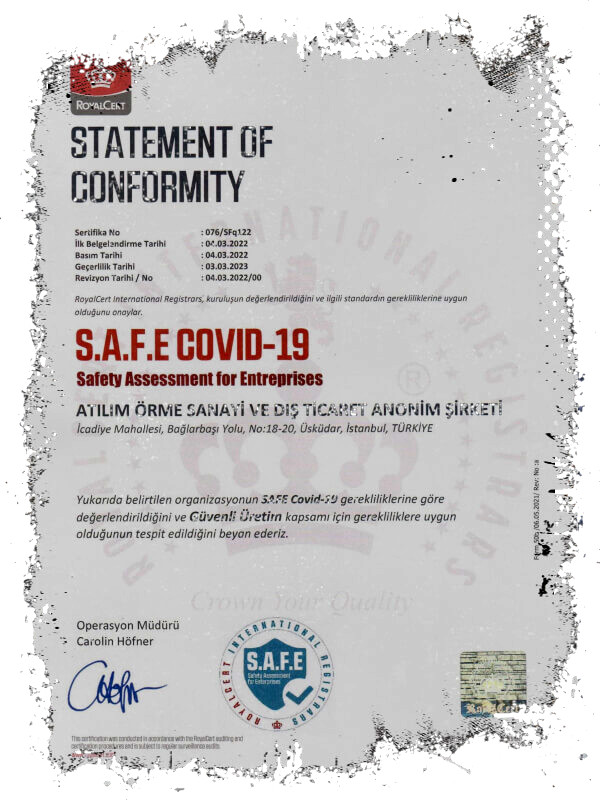 ROYALCERT
STATEMENT OF
CONFORMITY
Sertifika No : 076/SFq122
İlk Belgelendirme Tarihi : 04.03.2022
Basım Tarihi : 04.03.2022
Geçerlilik Tarihi : 03.03.2023
Revizyon Tarihi / No : 04.03.2022/00
RoyalCert International Registrars, kuruluşun değerlendirildiğini ve ilgili standardın gerekliliklerine uygun
olduğunu onaylar.
S.A.F.E COVID-19
Safety Assessment for Entreprises
ATILIM ÖRME SANAYİ VE DIŞ TİCARET ANONİM ŞİRKETİ
İcadiye Mahallesi, Bağlarbaşı Yolu, No:18-20, Üsküdar, İstanbul, TÜRKİYE
Yukarıda belirtilen organizasyonun SAFE Covid-19 gerekliliklerine göre
değerlendirildiğini ve Güvenli Üretim kapsamı için gerekliliklere uygun
olduğunun tespit edildiğini beyan ederiz.
ROYALCERT INTERNATIONAL REGISTRARS
®
Crown Your Quality
Operasyon Müdürü
Carolin Höfner
ROYALCERT INTERNATIONAL REGISTRARS
S.A.F.E
Safety Assessment
for Enterprises
RoyalCert
This certification was conducted in accordance with the RoyalCert auditing and
certification procedures and is subject to regular surveillance audits.
/06.05.2021/ Rev. No: